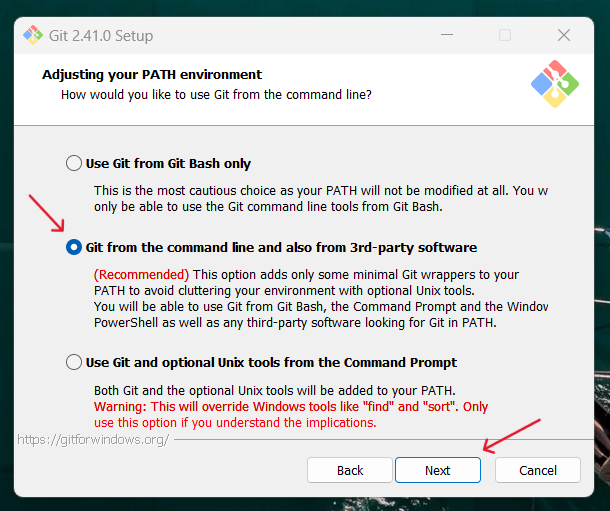 Git 2.41.0 Setup
Adjusting your PATH environment
How would you like to use Git from the command line?
Use Git from Git Bash only
This is the most cautious choice as your PATH will not be modified at all. You w
only be able to use the Git command line tools from Git Bash.
Git from the command line and also from 3rd-party software
(Recommended) This option adds only some minimal Git wrappers to your
PATH to avoid cluttering your environment with optional Unix tools.
You will be able to use Git from Git Bash, the Command Prompt and the Window
PowerShell as well as any third-party software looking for Git in PATH.
Use Git and optional Unix tools from the Command Prompt
Both Git and the optional Unix tools will be added to your PATH.
Warning: This will override Windows tools like "find" and "sort". Only
use this option if you understand the implications.
https://gitforwindows.org/
Back Next Cancel